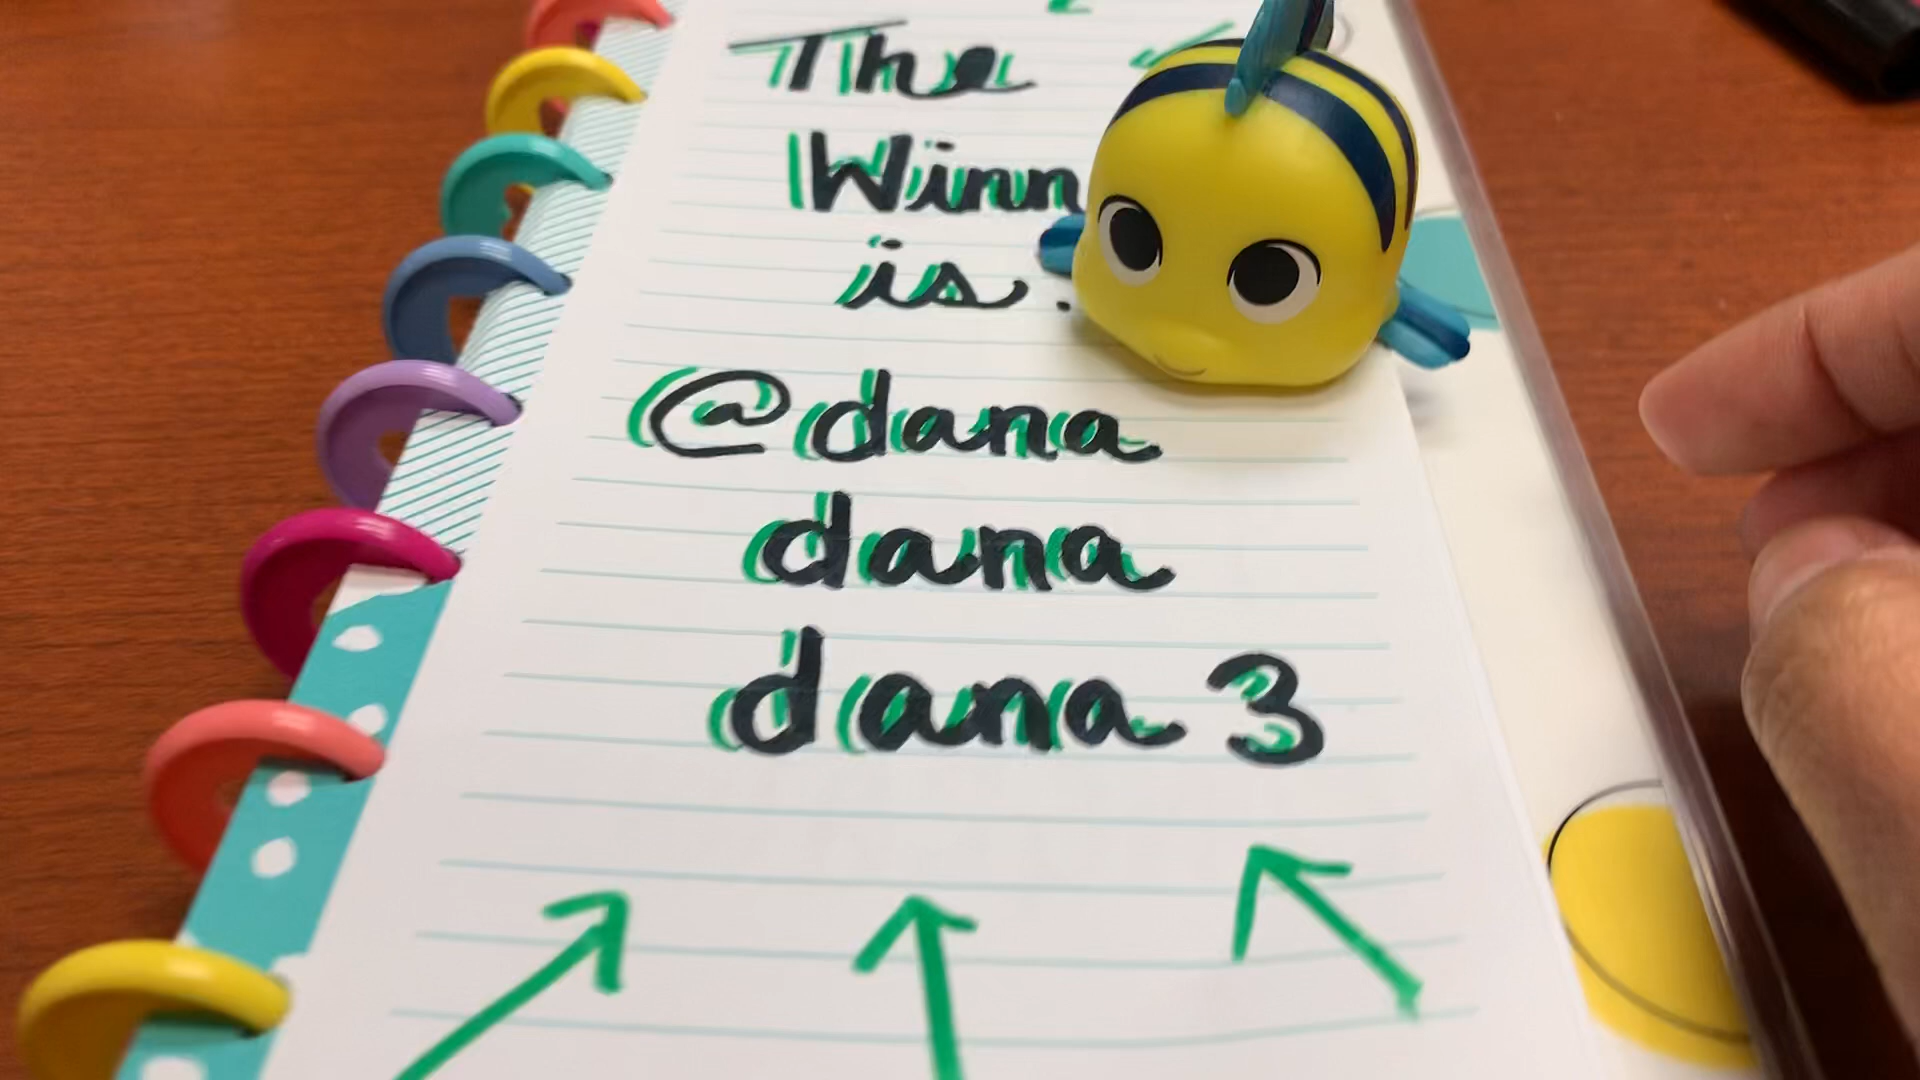 The
Winn
is.
@dana
dana
dana 3